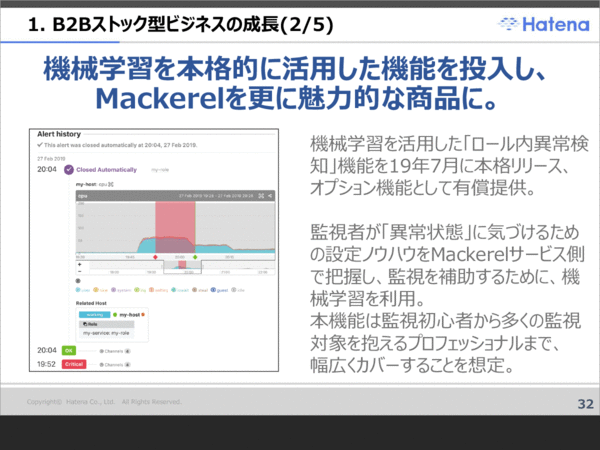 1. B2Bストック型ビジネスの成長(2/5)
Hatena
機械学習を本格的に活用した機能を投入し、
Mackerelを更に魅力的な商品に。
Alert history
This alert was closed automatically at 20:04, 27 Feb 2019.
27 Feb 2019
20:04 Closed Automatically my-role
my-host: cpu
cpu
Related Host
working my-host
Role
my-service: my-role
20:04 OK Channels
19:52 Critical Channels
機械学習を活用した「ロール内異常検
知」機能を19年7月に本格リリース、
オプション機能として有償提供。
監視者が「異常状態」に気づけるため
の設定ノウハウをMackerelサービス側
で把握し、監視を補助するために、機
械学習を利用。
本機能は監視初心者から多くの監視
対象を抱えるプロフェッショナルまで、
幅広くカバーすることを想定。
Copyright© Hatena Co., Ltd. All Rights Reserved.
32